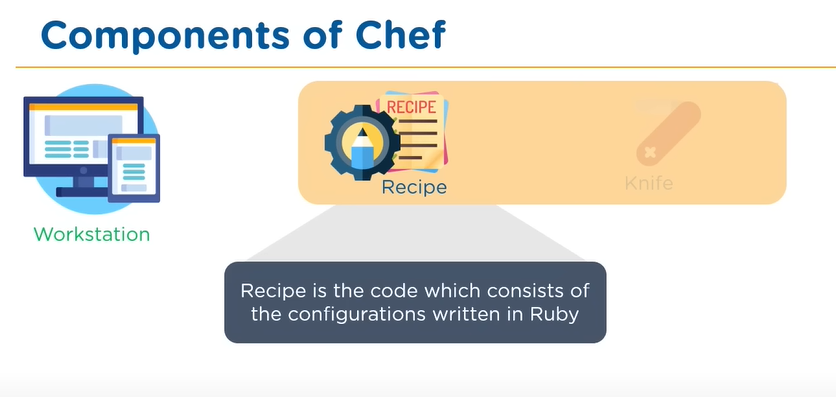 Components of Chef
RECIPE
Recipe
Knife
Workstation
Recipe is the code which consists of
the configurations written in Ruby